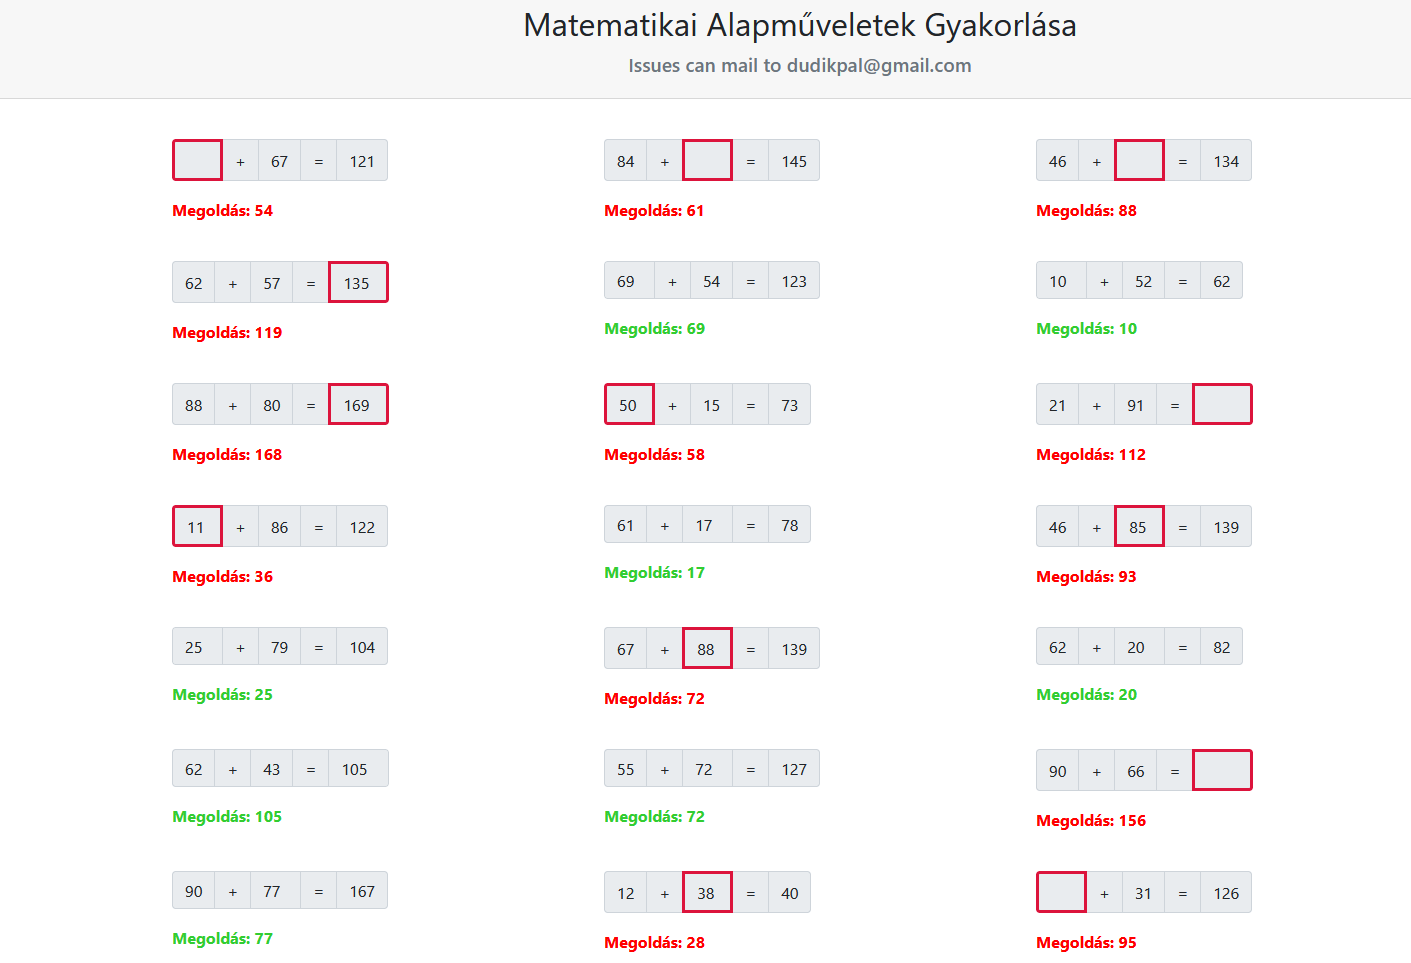 Matematikai Alapműveletek Gyakorlása
Issues can mail to dudikpal@gmail.com
+ 67 = 121
84 + = 145
46 + = 134
Megoldás: 54
Megoldás: 61
Megoldás: 88
62 + 57 = 135
69 + 54 = 123
10 + 52 = 62
Megoldás: 119
Megoldás: 69
Megoldás: 10
88 + 80 = 169
50 + 15 = 73
21 + 91 =
Megoldás: 168
Megoldás: 58
Megoldás: 112
11 + 86 = 122
61 + 17 = 78
46 + 85 = 139
Megoldás: 36
Megoldás: 17
Megoldás: 93
25 + 79 = 104
67 + 88 = 139
62 + 20 = 82
Megoldás: 25
Megoldás: 72
Megoldás: 20
62 + 43 = 105
55 + 72 = 127
90 + 66 =
Megoldás: 105
Megoldás: 72
Megoldás: 156
90 + 77 = 167
12 + 38 = 40
+ 31 = 126
Megoldás: 77
Megoldás: 28
Megoldás: 95